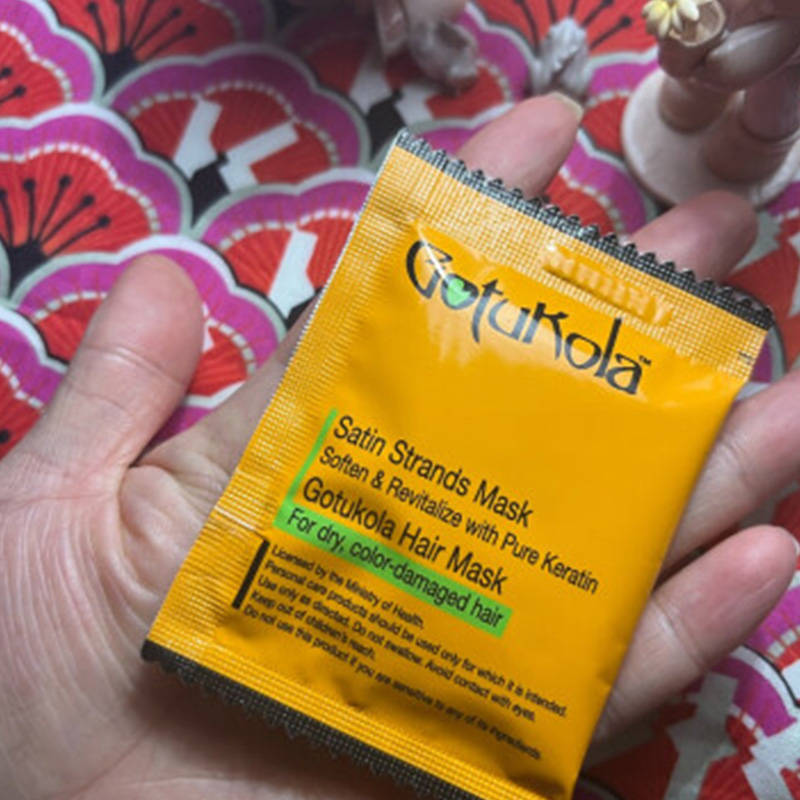 GotuKola™
Satin Strands Mask
Soften & Revitalize with Pure Keratin
Gotukola Hair Mask
For dry, color-damaged hair
Licensed by the Ministry of Health.
Personal care products should be used only for which it is intended.
Use only as directed. Do not swallow. Avoid contact with eyes.
Keep out of children's reach.
Do not use this product if you are sensitive to any of its ingredients.